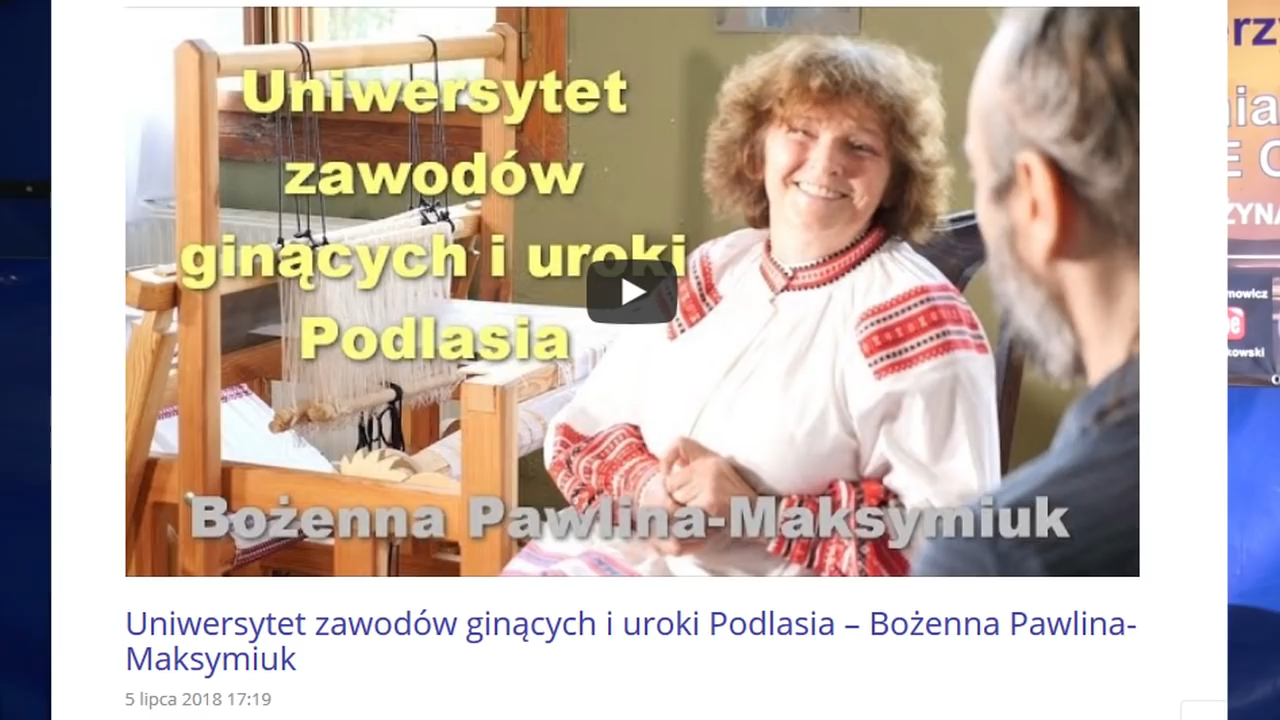 Uniwersytet
zawodów
ginących i uroki
Podlasia
Bożenna Pawlina-Maksymiuk
Uniwersytet zawodów ginących i uroki Podlasia – Bożenna Pawlina-
Maksymiuk
5 lipca 2018 17:19